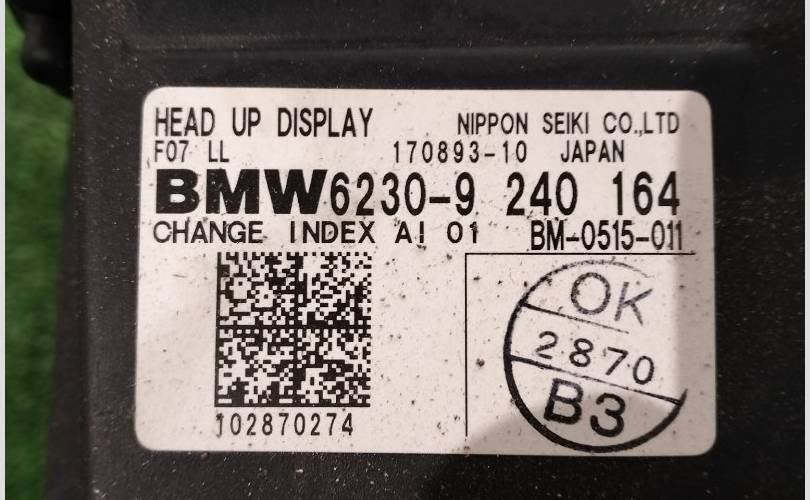 HEAD UP DISPLAY NIPPON SEIKI CO.,LTD
F07 LL 170893-10 JAPAN
BMW 6230-9 240 164
CHANGE INDEX AI 01 BM-0515-011
102870274
OK
2870
B3